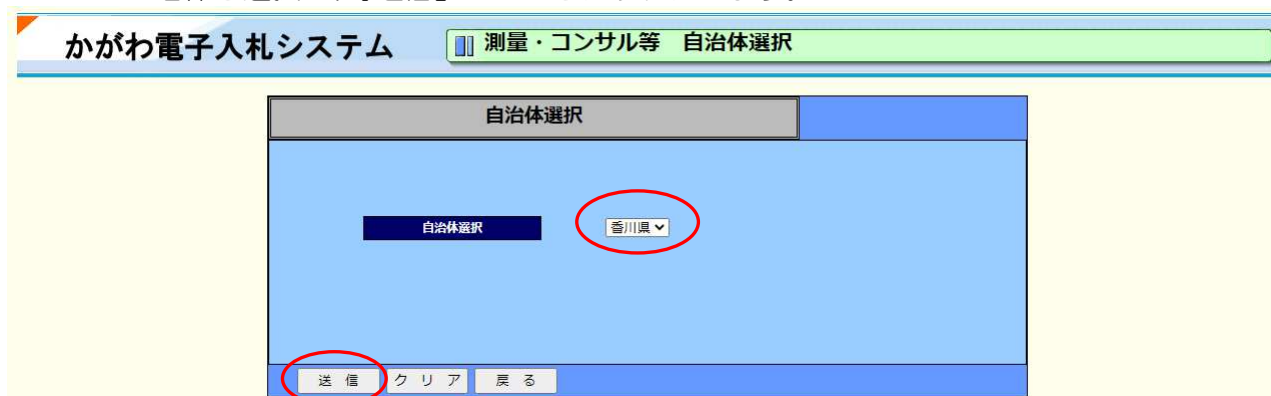 かがわ電子入札システム
測量・コンサル等　自治体選択
自治体選択
自治体選択
香川県
送 信
ク リ ア
戻 る